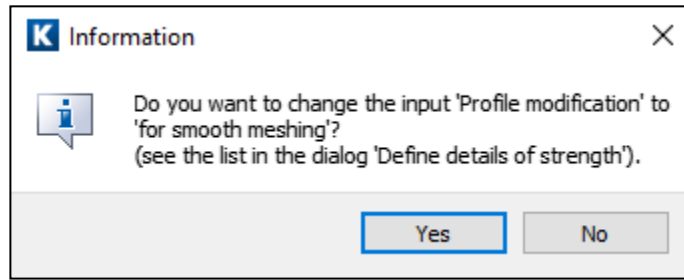 K Information
Do you want to change the input 'Profile modification' to
'for smooth meshing'?
(see the list in the dialog 'Define details of strength').
Yes No